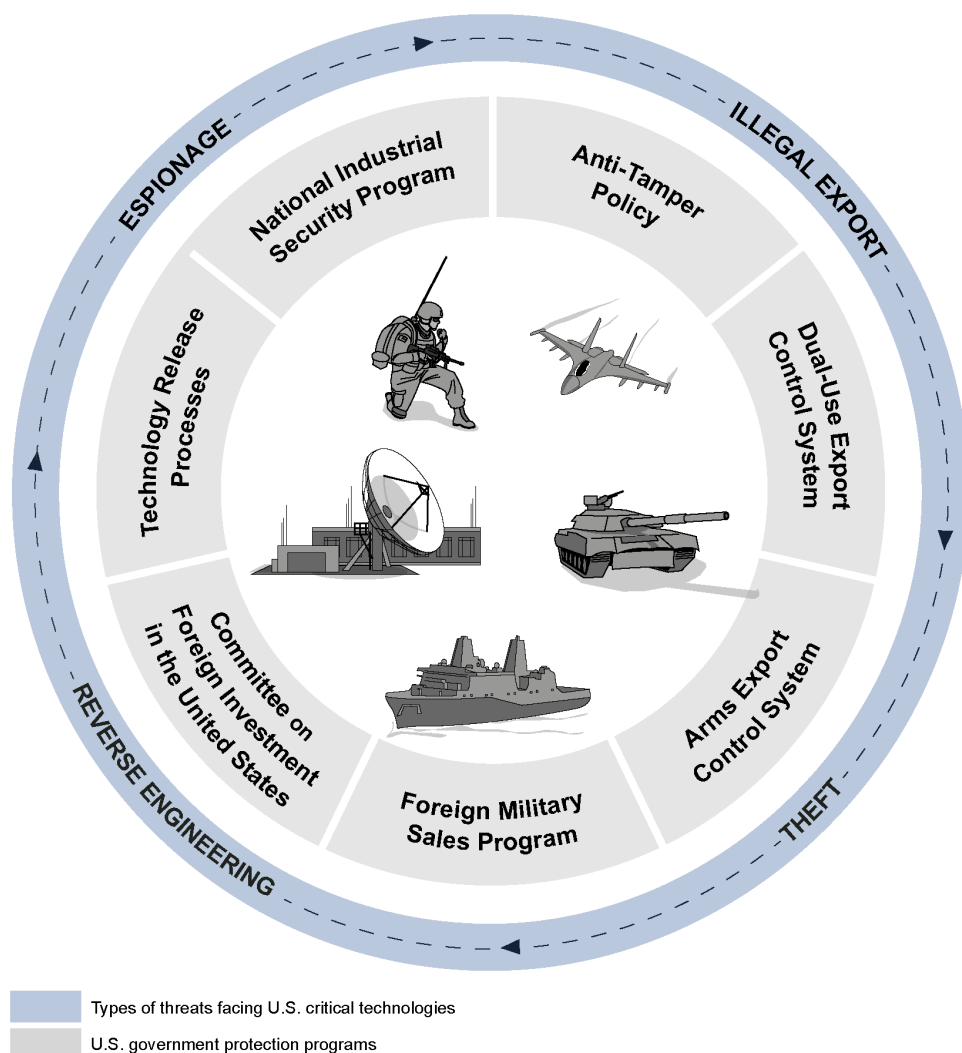 ESPIONAGE
ILLEGAL EXPORT
THEFT
REVERSE ENGINEERING
National Industrial
Security Program
Anti-Tamper
Policy
Dual-Use Export
Control System
Arms Export
Control System
Foreign Military
Sales Program
Committee on
Foreign Investment
in the United States
Technology Release
Processes
Types of threats facing U.S. critical technologies
U.S. government protection programs